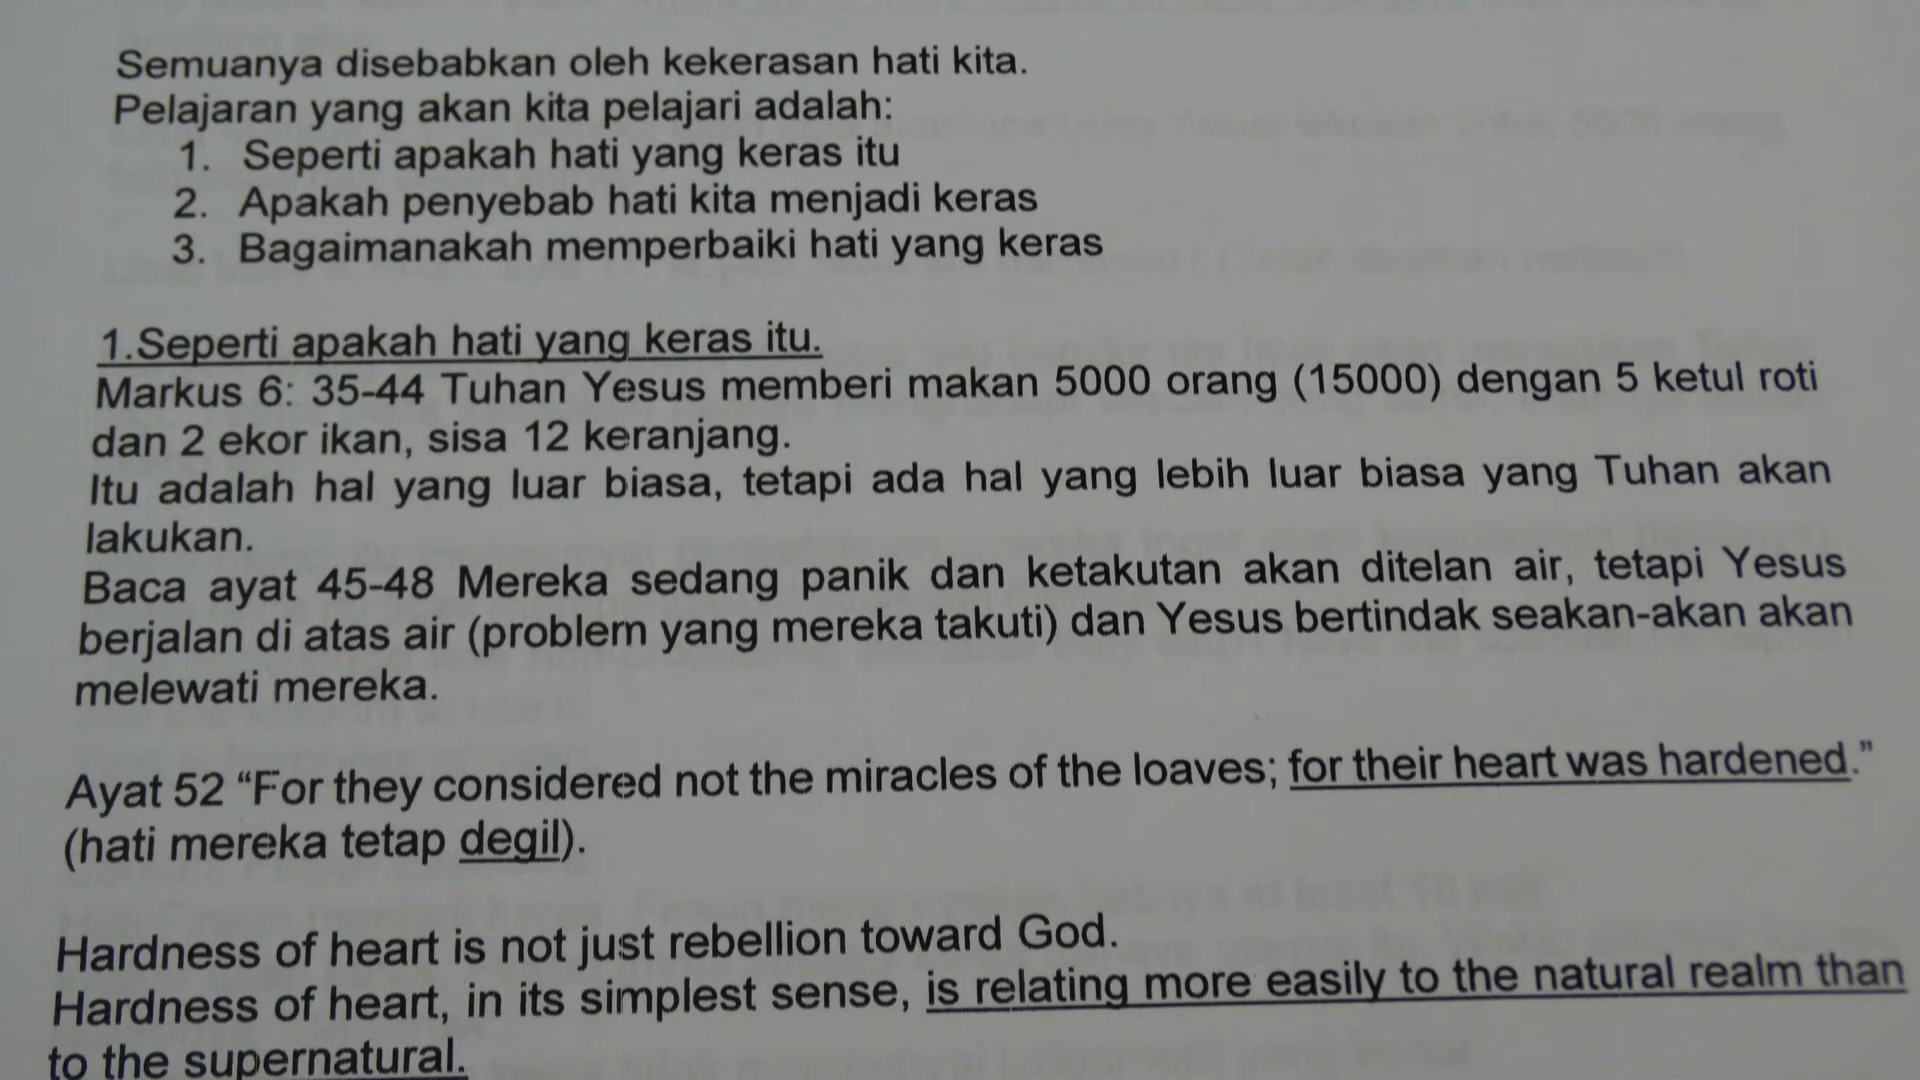 Semuanya disebabkan oleh kekerasan hati kita.
Pelajaran yang akan kita pelajari adalah:
1. Seperti apakah hati yang keras itu
2. Apakah penyebab hati kita menjadi keras
3. Bagaimanakah memperbaiki hati yang keras
1.Seperti apakah hati yang keras itu.
Markus 6: 35-44 Tuhan Yesus memberi makan 5000 orang (15000) dengan 5 ketul roti
dan 2 ekor ikan, sisa 12 keranjang.
Itu adalah hal yang luar biasa, tetapi ada hal yang lebih luar biasa yang Tuhan akan
lakukan.
Baca ayat 45-48 Mereka sedang panik dan ketakutan akan ditelan air, tetapi Yesus
berjalan di atas air (problem yang mereka takuti) dan Yesus bertindak seakan-akan akan
melewati mereka.
Ayat 52 “For they considered not the miracles of the loaves; for their heart was hardened.”
(hati mereka tetap degil).
Hardness of heart is not just rebellion toward God.
Hardness of heart, in its simplest sense, is relating more easily to the natural realm than
to the supernatural.